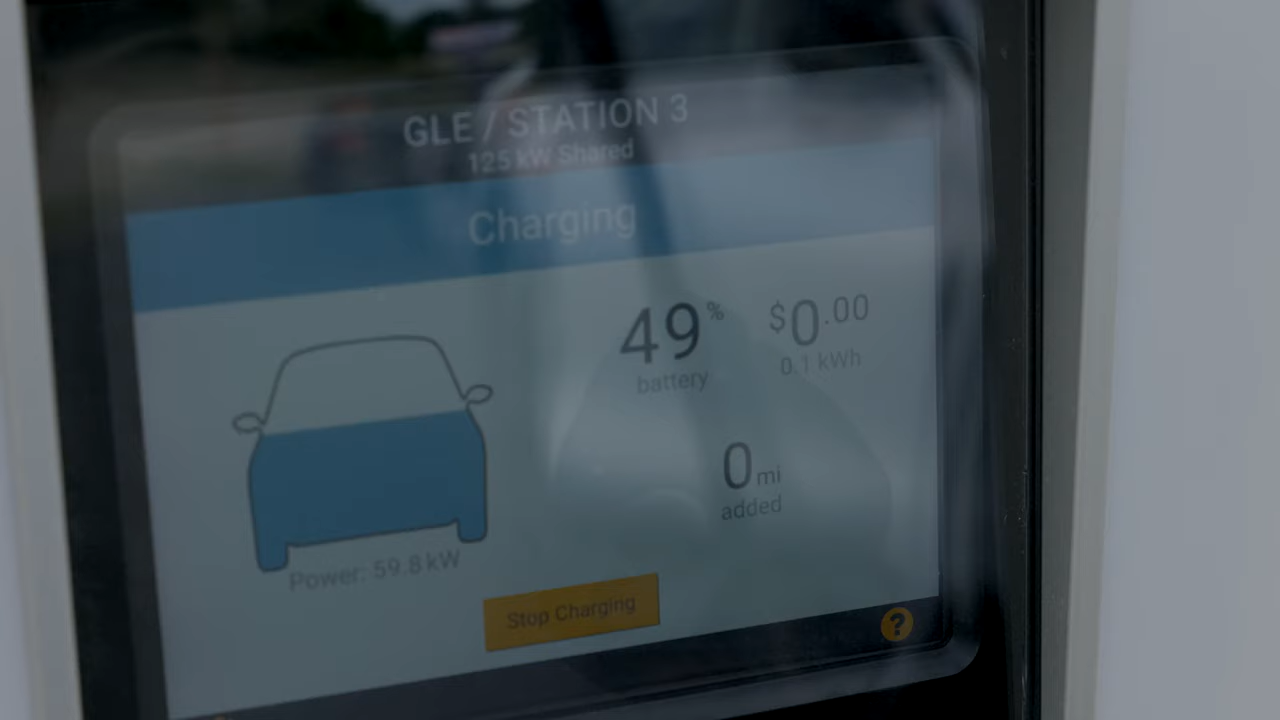 GLE / STATION 3
125 kW Shared
Charging
49 %
battery
$0.00
0.1 kWh
0 mi
added
Power: 59.8 kW
Stop Charging
?